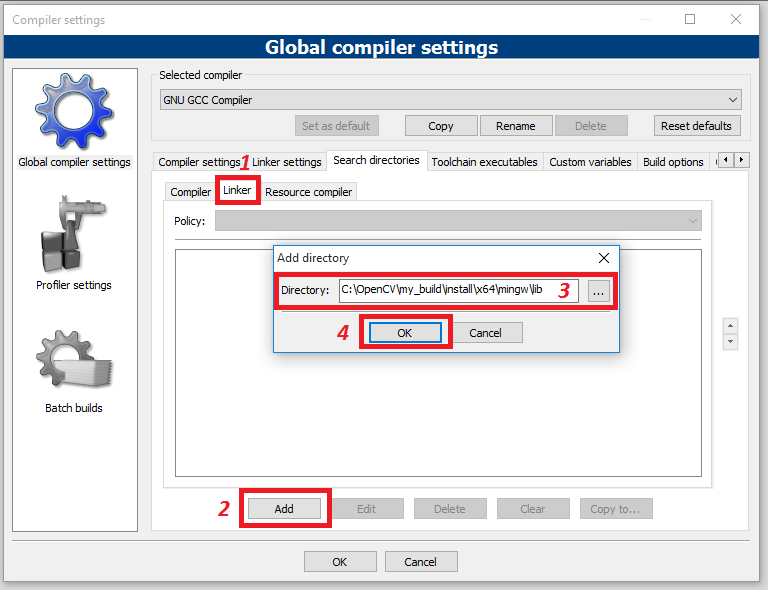 Compiler settings
Global compiler settings
Selected compiler
GNU GCC Compiler
Set as default Copy Rename Delete Reset defaults
Global compiler settings
Profiler settings
Batch builds
Compiler settings 1 Linker settings Search directories Toolchain executables Custom variables Build options
Compiler Linker Resource compiler
Policy:
Add directory
Directory: C:\OpenCV\my_build\install\x64\mingw\lib 3 ...
4 OK Cancel
2 Add Edit Delete Clear Copy to...
OK Cancel